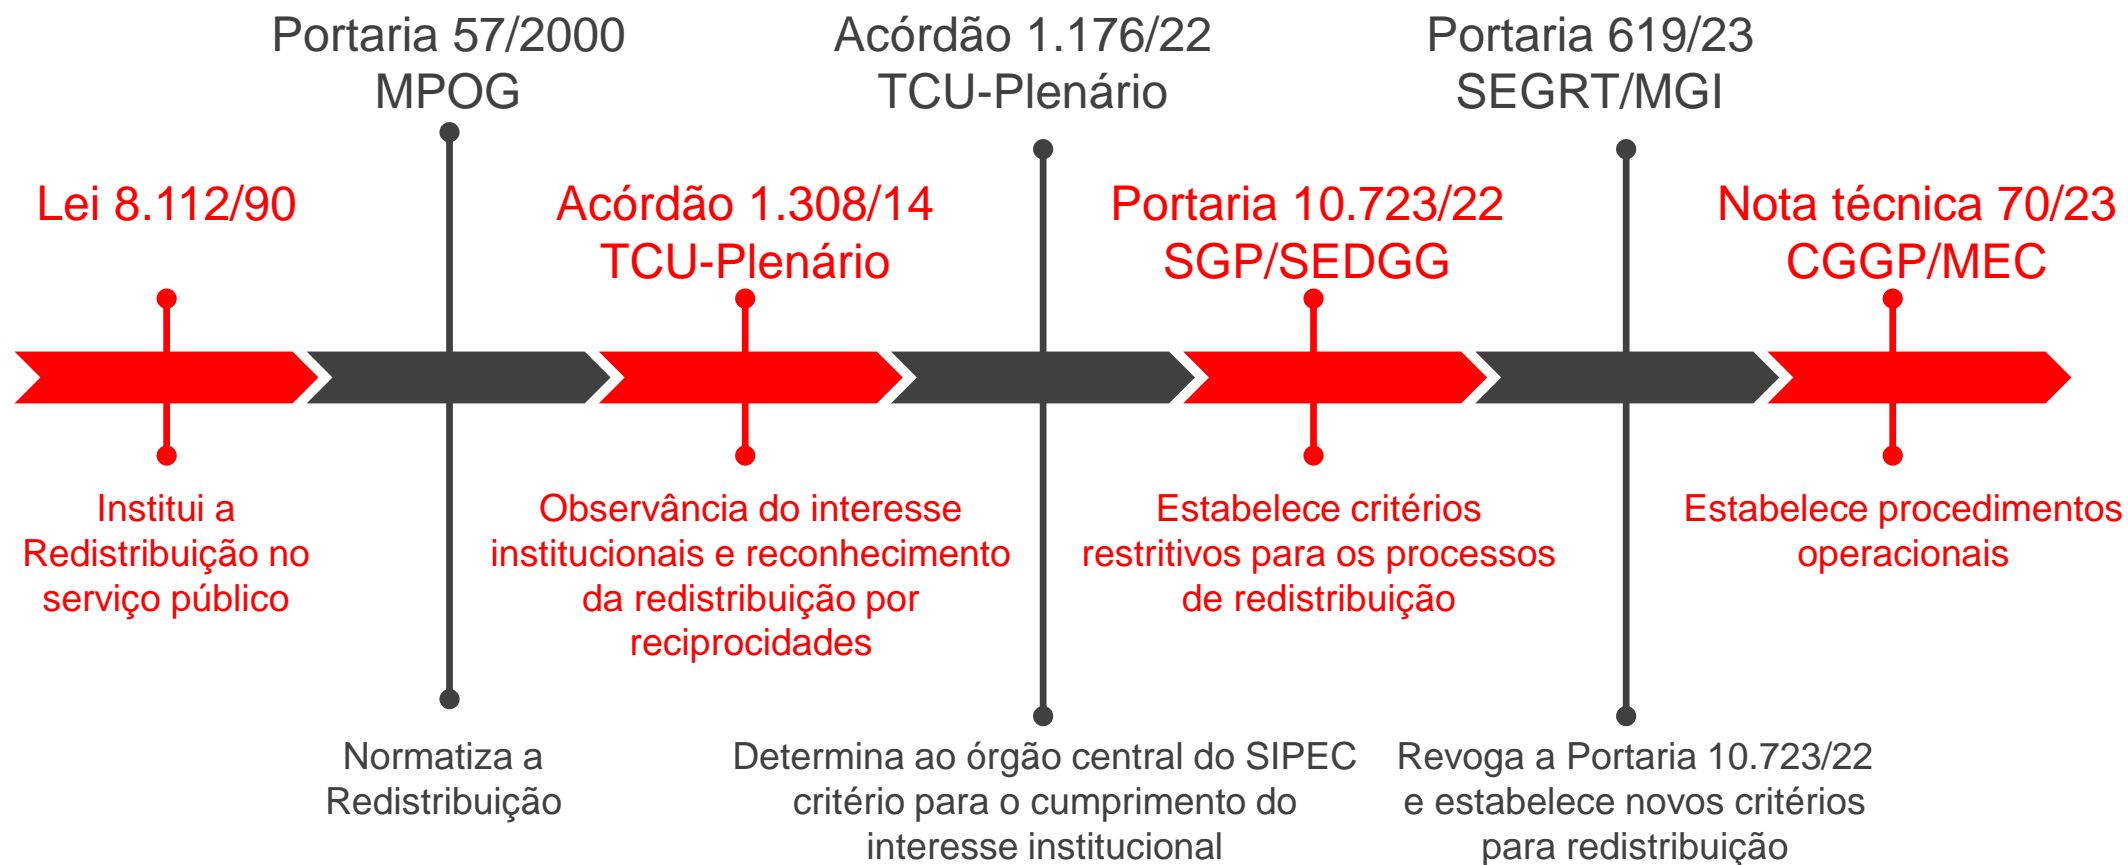 Portaria 57/2000
MPOG
Acórdão 1.176/22
TCU-Plenário
Portaria 619/23
SEGRT/MGI
Lei 8.112/90
Acórdão 1.308/14
TCU-Plenário
Portaria 10.723/22
SGP/SEDGG
Nota técnica 70/23
CGGP/MEC
Institui a
Redistribuição no
serviço público
Observância do interesse
institucionais e reconhecimento
da redistribuição por
reciprocidades
Estabelece critérios
restritivos para os processos
de redistribuição
Estabelece procedimentos
operacionais
Normatiza a
Redistribuição
Determina ao órgão central do SIPEC
critério para o cumprimento do
interesse institucional
Revoga a Portaria 10.723/22
e estabelece novos critérios
para redistribuição